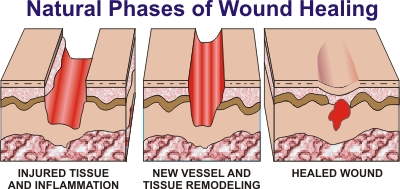 Natural Phases of Wound Healing
INJURED TISSUE
AND INFLAMMATION
NEW VESSEL AND
TISSUE REMODELING
HEALED WOUND